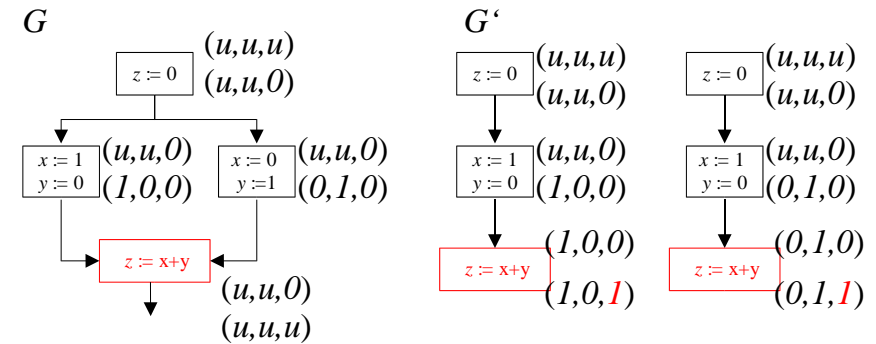 G
z := 0
(u,u,u)
(u,u,0)
x := 1
y := 0
(u,u,0)
(1,0,0)
x := 0
y :=1
(u,u,0)
(0,1,0)
z := x+y
(u,u,0)
(u,u,u)
G‘
z := 0
(u,u,u)
(u,u,0)
x := 1
y := 0
(u,u,0)
(1,0,0)
z := x+y
(1,0,0)
(1,0,1)
z := 0
(u,u,u)
(u,u,0)
x := 1
y := 0
(u,u,0)
(0,1,0)
z := x+y
(0,1,0)
(0,1,1)